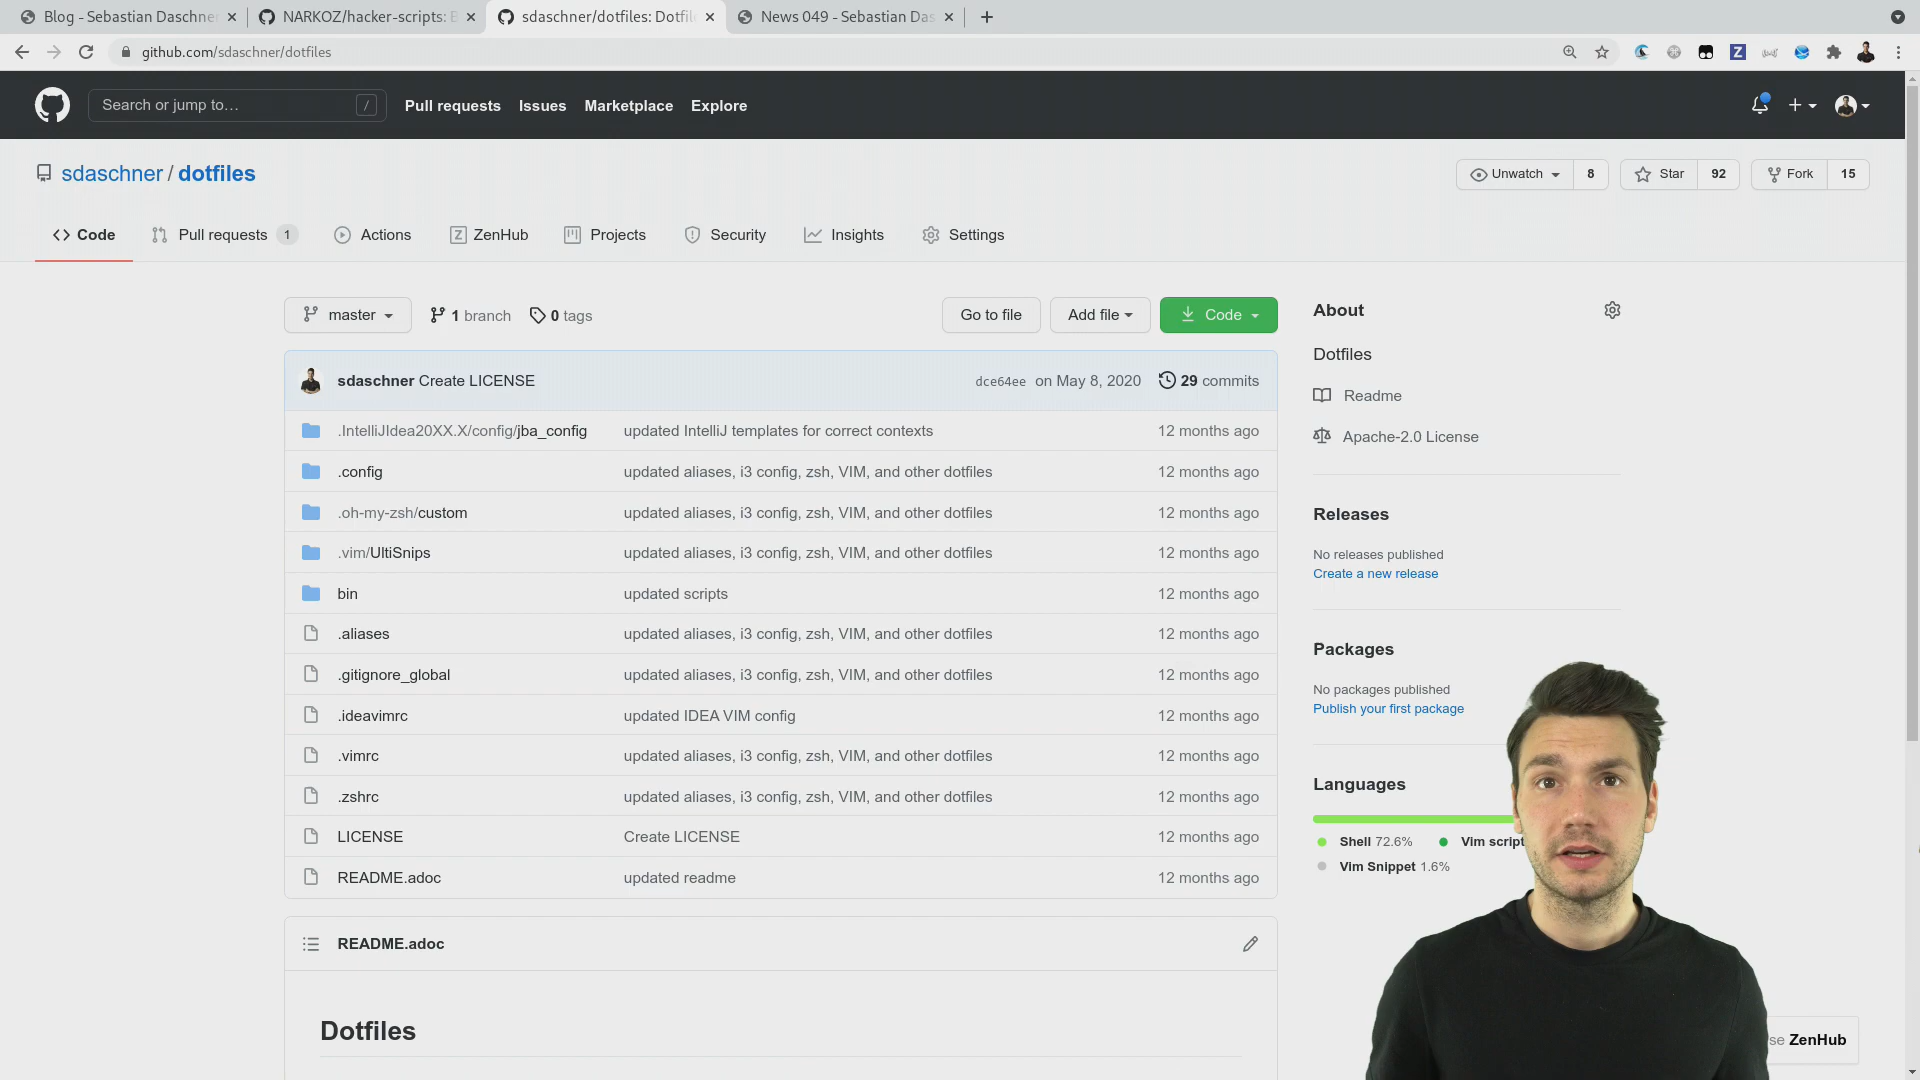 Blog - Sebastian Daschner
NARKOZ/hacker-scripts: B
sdaschner/dotfiles: Dotfil
News 049 - Sebastian Das
github.com/sdaschner/dotfiles
Search or jump to…
/
Pull requests
Issues
Marketplace
Explore
sdaschner / dotfiles
Unwatch 8
Star 92
Fork 15
Code
Pull requests 1
Actions
ZenHub
Projects
Security
Insights
Settings
master
1 branch
0 tags
Go to file
Add file
Code
sdaschner Create LICENSE
dce64ee on May 8, 2020
29 commits
.IntelliJIdea20XX.X/config/jba_config updated IntelliJ templates for correct contexts 12 months ago
.config updated aliases, i3 config, zsh, VIM, and other dotfiles 12 months ago
.oh-my-zsh/custom updated aliases, i3 config, zsh, VIM, and other dotfiles 12 months ago
.vim/UltiSnips updated aliases, i3 config, zsh, VIM, and other dotfiles 12 months ago
bin updated scripts 12 months ago
.aliases updated aliases, i3 config, zsh, VIM, and other dotfiles 12 months ago
.gitignore_global updated aliases, i3 config, zsh, VIM, and other dotfiles 12 months ago
.ideavimrc updated IDEA VIM config 12 months ago
.vimrc updated aliases, i3 config, zsh, VIM, and other dotfiles 12 months ago
.zshrc updated aliases, i3 config, zsh, VIM, and other dotfiles 12 months ago
LICENSE Create LICENSE 12 months ago
README.adoc updated readme 12 months ago
README.adoc
Dotfiles
About
Dotfiles
Readme
Apache-2.0 License
Releases
No releases published
Create a new release
Packages
No packages published
Publish your first package
Languages
Shell 72.6%
Vim script
Vim Snippet 1.6%
se ZenHub